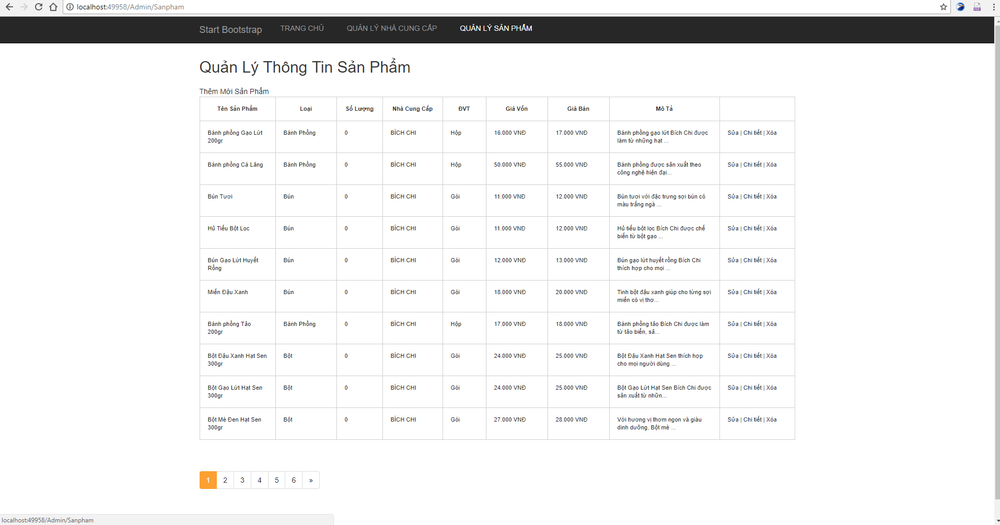 localhost:49958/Admin/Sanpham
Start Bootstrap TRANG CHỦ QUẢN LÝ NHÀ CUNG CẤP QUẢN LÝ SẢN PHẨM
Quản Lý Thông Tin Sản Phẩm
Thêm Mới Sản Phẩm
Tên Sản Phẩm Loại Số Lượng Nhà Cung Cấp ĐVT Giá Vốn Giá Bán Mô Tả
Bánh phồng Gạo Lứt Bánh Phồng 0 BÍCH CHI Hộp 16.000 VNĐ 17.000 VNĐ Bánh phồng gạo lứt Bích Chi được Sửa | Chi tiết | Xóa
200gr làm từ những hạt ...
Bánh phồng Cá Lăng Bánh Phồng 0 BÍCH CHI Hộp 50.000 VNĐ 55.000 VNĐ Bánh phồng được sản xuất theo Sửa | Chi tiết | Xóa
công nghệ hiện đại...
Bún Tươi Bún 0 BÍCH CHI Gói 11.000 VNĐ 12.000 VNĐ Bún tươi với đặc trưng sợi bún có Sửa | Chi tiết | Xóa
màu trắng ngà ...
Hủ Tiếu Bột Lọc Bún 0 BÍCH CHI Gói 11.000 VNĐ 12.000 VNĐ Hủ tiếu bột lọc Bích Chi được chế Sửa | Chi tiết | Xóa
biến từ bột gạo ...
Bún Gạo Lứt Huyết Bún 0 BÍCH CHI Gói 12.000 VNĐ 13.000 VNĐ Bún gạo lứt huyết rồng Bích Chi Sửa | Chi tiết | Xóa
Rồng thích hợp cho mọi ...
Miến Đậu Xanh Bún 0 BÍCH CHI Gói 18.000 VNĐ 20.000 VNĐ Tinh bột đậu xanh giúp cho từng sợi Sửa | Chi tiết | Xóa
miến có vị thơ...
Bánh phồng Tảo Bánh Phồng 0 BÍCH CHI Hộp 17.000 VNĐ 18.000 VNĐ Bánh phồng tảo Bích Chi được làm Sửa | Chi tiết | Xóa
200gr từ tảo biển, sả...
Bột Đậu Xanh Hạt Sen Bột 0 BÍCH CHI Gói 24.000 VNĐ 25.000 VNĐ Bột Đậu Xanh Hạt Sen thích hợp Sửa | Chi tiết | Xóa
300gr cho mọi người dùng ...
Bột Gạo Lứt Hạt Sen Bột 0 BÍCH CHI Gói 24.000 VNĐ 25.000 VNĐ Bột Gạo Lứt Hạt Sen Bích Chi được Sửa | Chi tiết | Xóa
300gr sản xuất từ nhữn...
Bột Mè Đen Hạt Sen Bột 0 BÍCH CHI Gói 27.000 VNĐ 28.000 VNĐ Với hương vị thơm ngon và giàu Sửa | Chi tiết | Xóa
300gr dinh dưỡng, Bột mè ...
1 2 3 4 5 6 »
localhost:49958/Admin/Sanpham